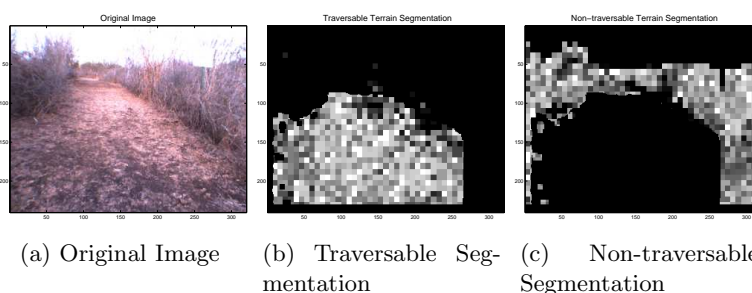 Original Image
Traversable Terrain Segmentation
Non-traversable Terrain Segmentation
50
100
150
200
50 100 150 200 250 300
50
100
150
200
50 100 150 200 250 300
50
100
150
200
50 100 150 200 250 300
(a) Original Image
(b) Traversable Seg-
mentation
(c) Non-traversable
Segmentation